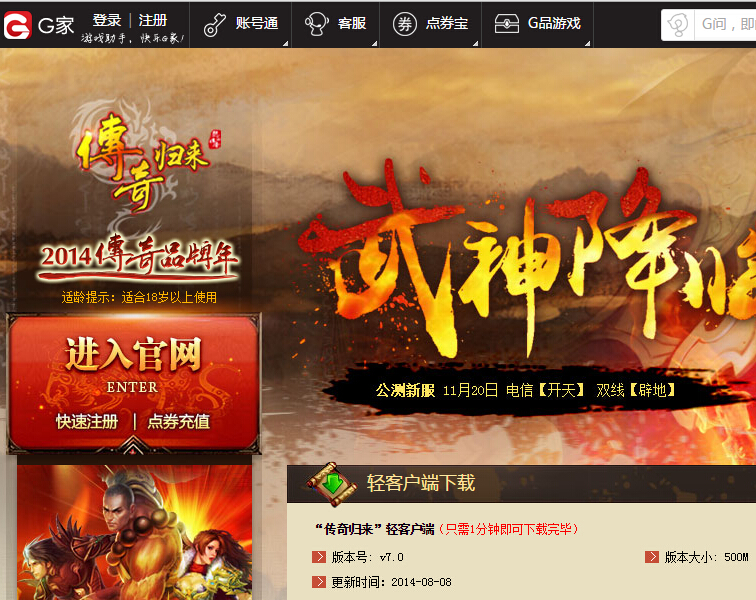 G家 登录 | 注册 账号通 客服 券 点券宝 G品游戏 G问，即
游戏助手，快乐G家!
傳奇归来
武神降临
2014傳奇品牌年
适龄提示：适合18岁以上使用
进入官网
ENTER
快速注册 | 点券充值
公测新服 11月20日 电信【开天】 双线【辟地】
轻客户端下载
“传奇归来”轻客户端（只需1分钟即可下载完毕）
版本号：v7.0 版本大小：500M
更新时间：2014-08-08